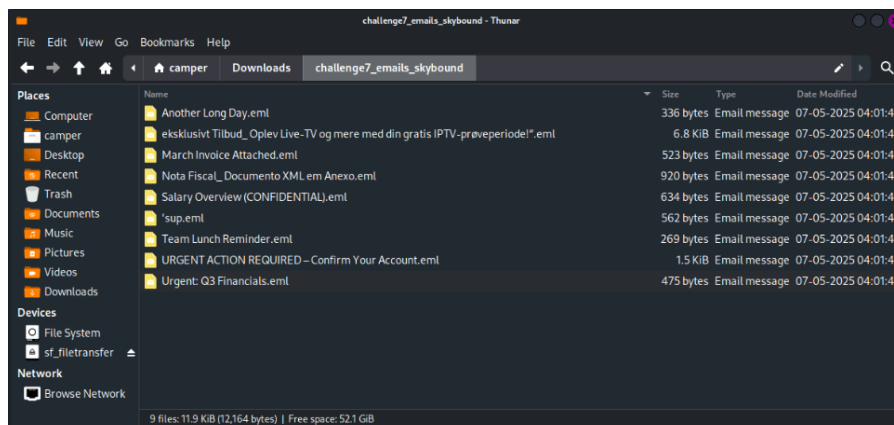 challenge7_emails_skybound - Thunar
File Edit View Go Bookmarks Help
camper Downloads challenge7_emails_skybound
Places
Computer
camper
Desktop
Recent
Trash
Documents
Music
Pictures
Videos
Downloads
Devices
File System
sf_filetransfer
Network
Browse Network
Name Size Type Date Modified
Another Long Day.eml 336 bytes Email message 07-05-2025 04:01:4
eksklusivt Tilbud_ Oplev Live-TV og mere med din gratis IPTV-prøveperiode!".eml 6.8 KiB Email message 07-05-2025 04:01:4
March Invoice Attached.eml 523 bytes Email message 07-05-2025 04:01:4
Nota Fiscal_ Documento XML em Anexo.eml 920 bytes Email message 07-05-2025 04:01:4
Salary Overview (CONFIDENTIAL).eml 634 bytes Email message 07-05-2025 04:01:4
'sup.eml 562 bytes Email message 07-05-2025 04:01:4
Team Lunch Reminder.eml 269 bytes Email message 07-05-2025 04:01:4
URGENT ACTION REQUIRED – Confirm Your Account.eml 1.5 KiB Email message 07-05-2025 04:01:4
Urgent: Q3 Financials.eml 475 bytes Email message 07-05-2025 04:01:4
9 files: 11.9 KiB (12,164 bytes) | Free space: 52.1 GiB